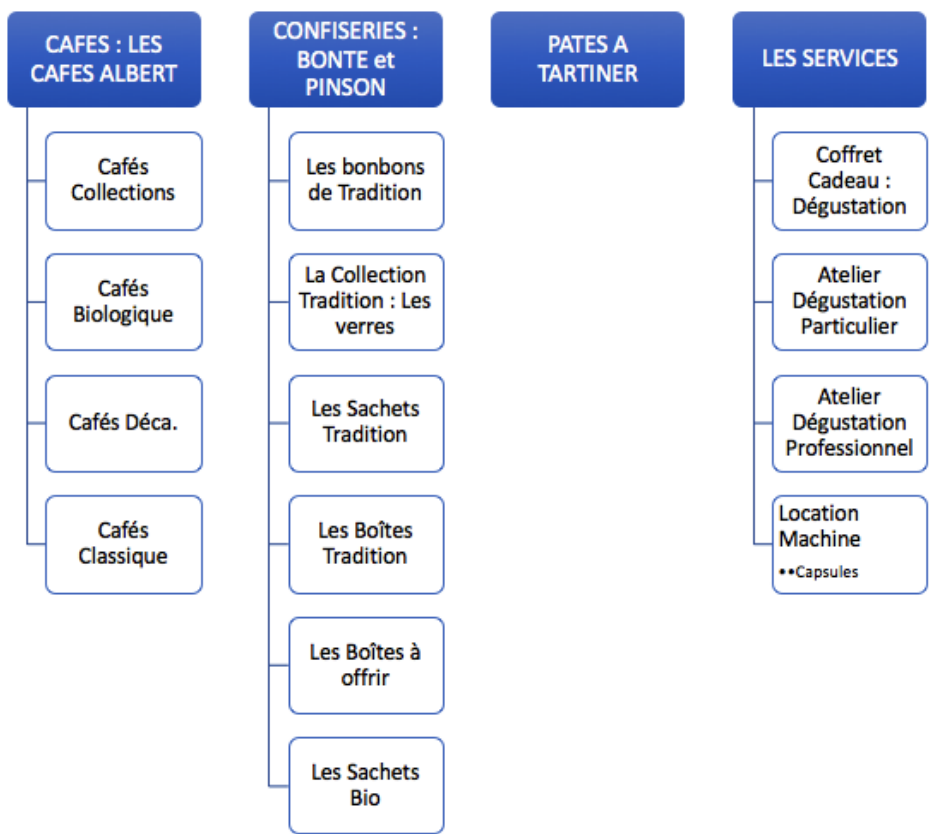 CAFES : LES
CAFES ALBERT
Cafés
Collections
Cafés
Biologique
Cafés Déca.
Cafés
Classique
CONFISERIES :
BONTE et
PINSON
Les bonbons
de Tradition
La Collection
Tradition : Les
verres
Les Sachets
Tradition
Les Boîtes
Tradition
Les Boîtes à
offrir
Les Sachets
Bio
PATES A
TARTINER
LES SERVICES
Coffret
Cadeau :
Dégustation
Atelier
Dégustation
Particulier
Atelier
Dégustation
Professionnel
Location
Machine
••Capsules